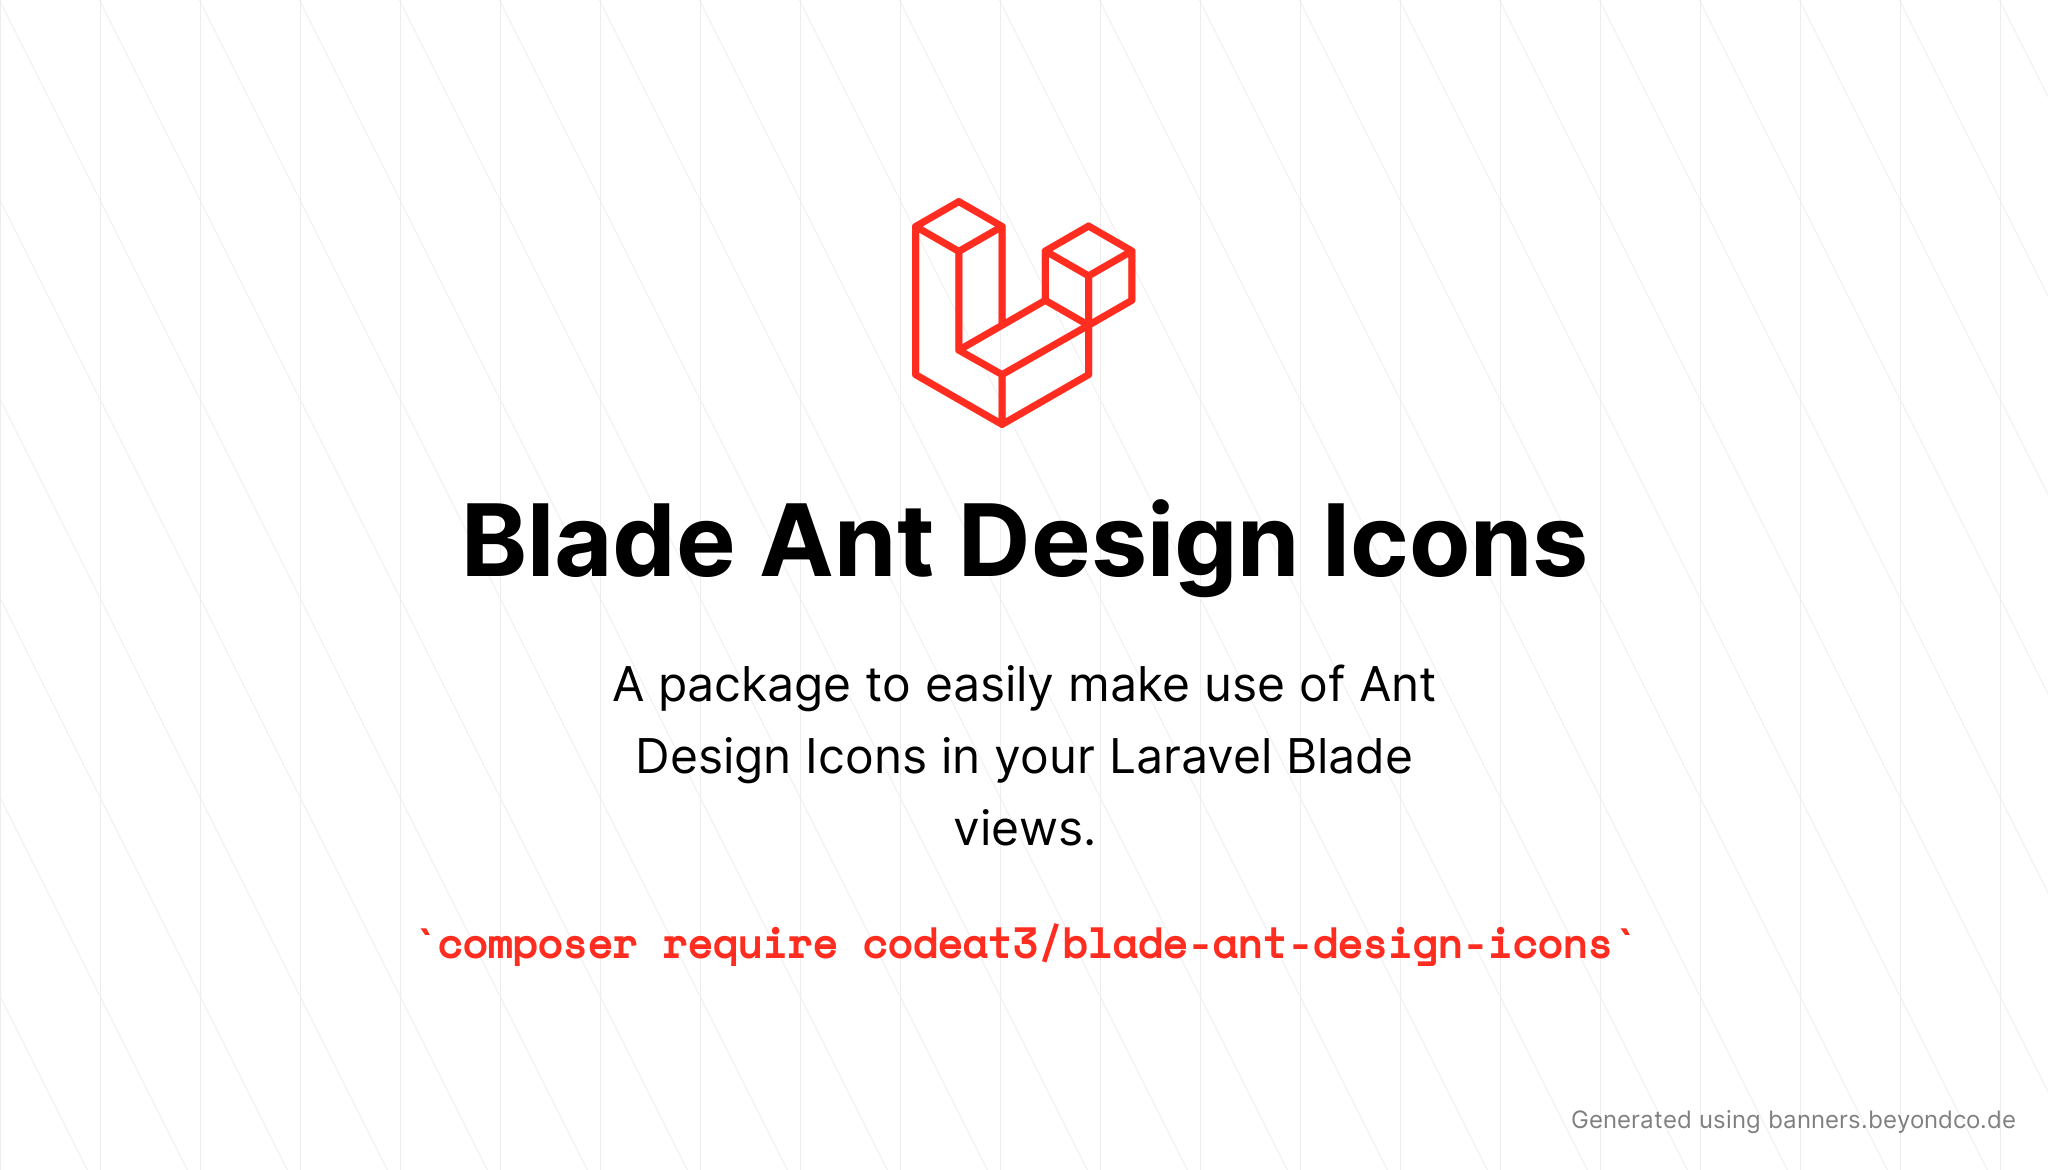 Blade Ant Design Icons
A package to easily make use of Ant
Design Icons in your Laravel Blade
views.
`composer require codeat3/blade-ant-design-icons`
Generated using banners.beyondco.de